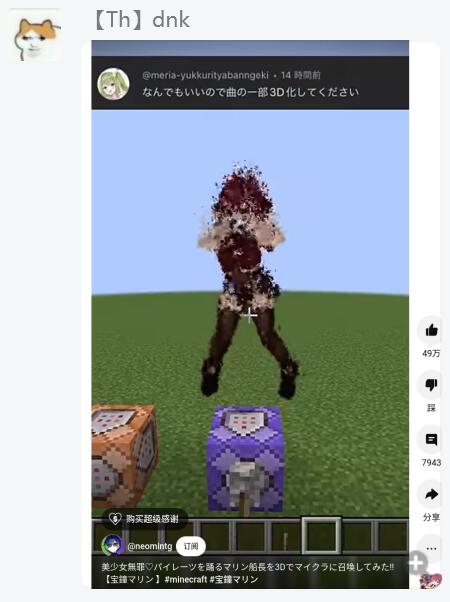 【Th】dnk
@meria-yukkurityabanngeki・14 時間前
なんでもいいので曲の一部3D化してください
49万
踩
7943
分享
购买超级感谢
@neomintg 订阅
美少女無罪♡パイレーツを踊るマリン船長を3Dでマイクラに召喚してみた!!
【宝鐘マリン】#minecraft #宝鐘マリン